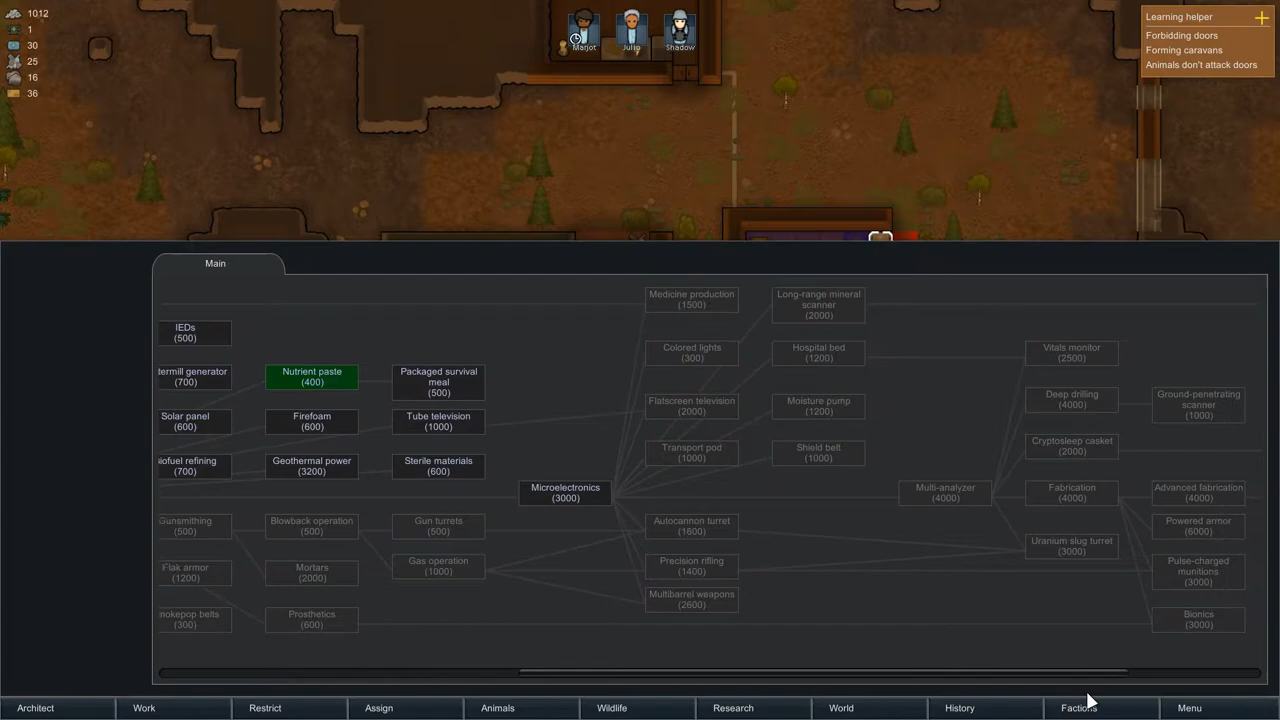 1012
1
30
25
16
36
Marjot
Julio
Shadow
Learning helper
Forbidding doors
Forming caravans
Animals don't attack doors
Main
IEDs
(500)
termill generator
(700)
Solar panel
(600)
iofuel refining
(700)
Gunsmithing
(500)
Flak armor
(1200)
mokepop belts
(300)
Nutrient paste
(400)
Firefoam
(600)
Geothermal power
(3200)
Blowback operation
(500)
Mortars
(2000)
Prosthetics
(600)
Packaged survival
meal
(500)
Tube television
(1000)
Sterile materials
(600)
Gun turrets
(500)
Gas operation
(1000)
Microelectronics
(3000)
Medicine production
(1500)
Colored lights
(300)
Flatscreen television
(2000)
Transport pod
(1000)
Autocannon turret
(1600)
Precision rifling
(1400)
Multibarrel weapons
(2600)
Long-range mineral
scanner
(2000)
Hospital bed
(1200)
Moisture pump
(1200)
Shield belt
(1000)
Multi-analyzer
(4000)
Vitals monitor
(2500)
Deep drilling
(4000)
Cryptosleep casket
(2000)
Fabrication
(4000)
Uranium slug turret
(3000)
Ground-penetrating
scanner
(1000)
Advanced fabrication
(4000)
Powered armor
(6000)
Pulse-charged
munitions
(3000)
Bionics
(3000)
Architect
Work
Restrict
Assign
Animals
Wildlife
Research
World
History
Factions
Menu